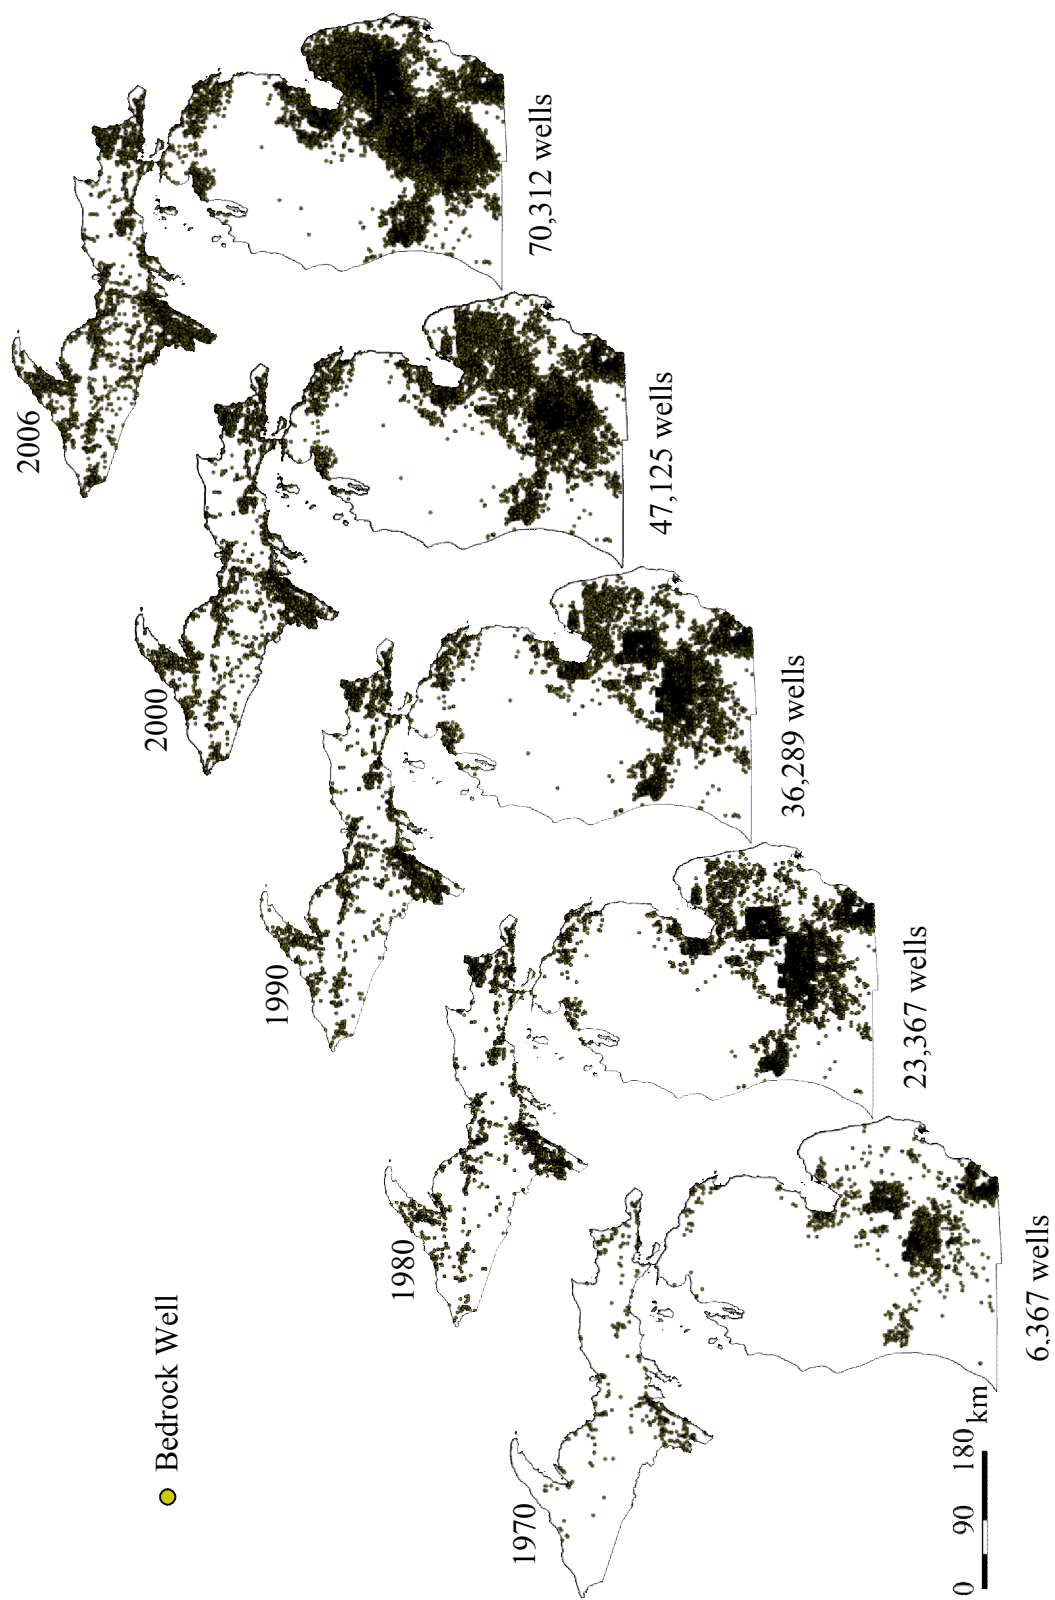 Bedrock Well
1970
1980
1990
2000
2006
6,367 wells
23,367 wells
36,289 wells
47,125 wells
70,312 wells
0 90 180 km